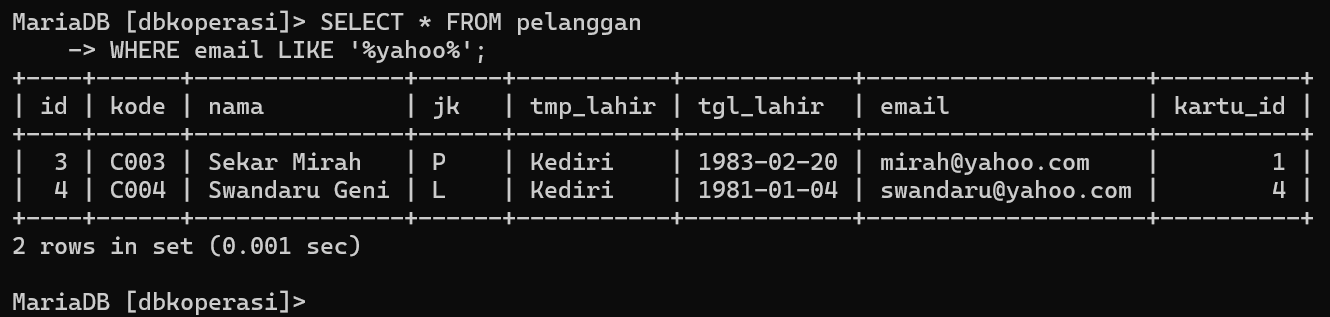 MariaDB [dbkoperasi]> SELECT * FROM pelanggan
    -> WHERE email LIKE '%yahoo%';
+----+------+---------------+------+-----------+------------+--------------------+----------+
| id | kode | nama          | jk   | tmp_lahir | tgl_lahir  | email              | kartu_id |
+----+------+---------------+------+-----------+------------+--------------------+----------+
|  3 | C003 | Sekar Mirah   | P    | Kediri    | 1983-02-20 | mirah@yahoo.com    |        1 |
|  4 | C004 | Swandaru Geni | L    | Kediri    | 1981-01-04 | swandaru@yahoo.com |        4 |
+----+------+---------------+------+-----------+------------+--------------------+----------+
2 rows in set (0.001 sec)

MariaDB [dbkoperasi]>